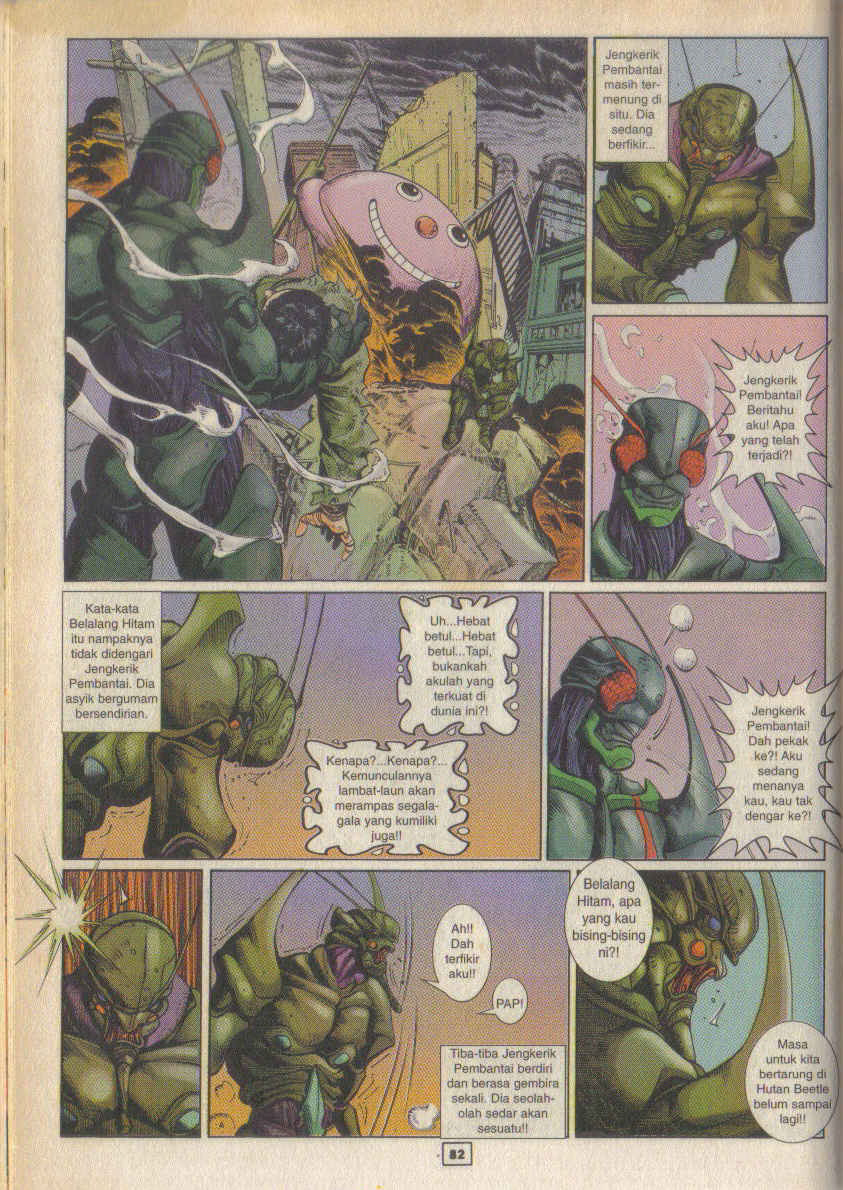 Jengkerik
Pembantai
masih ter-
menung di
situ. Dia
sedang
berfikir...
Jengkerik
Pembantai!
Beritahu
aku! Apa
yang telah
terjadi?!
Kata-kata
Belalang Hitam
itu nampaknya
tidak didengari
Jengkerik
Pembantai. Dia
asyik bergumam
bersendirian.
Uh...Hebat
betul...Hebat
betul...Tapi,
bukankah
akulah yang
terkuat di
dunia ini?!
Kenapa?...Kenapa?...
Kemunculannya
lambat-laun akan
merampas segala-
gala yang kumiliki
juga!!
Jengkerik
Pembantai!
Dah pekak
ke?! Aku
sedang
menanya
kau, kau tak
dengar ke?!
Ah!!
Dah
terfikir
aku!!
PAP!
Tiba-tiba Jengkerik
Pembantai berdiri
dan berasa gembira
sekali. Dia seolah-
olah sedar akan
sesuatu!!
Belalang
Hitam, apa
yang kau
bising-bising
ni?!
Masa
untuk kita
bertarung di
Hutan Beetle
belum sampai
lagi!!
82